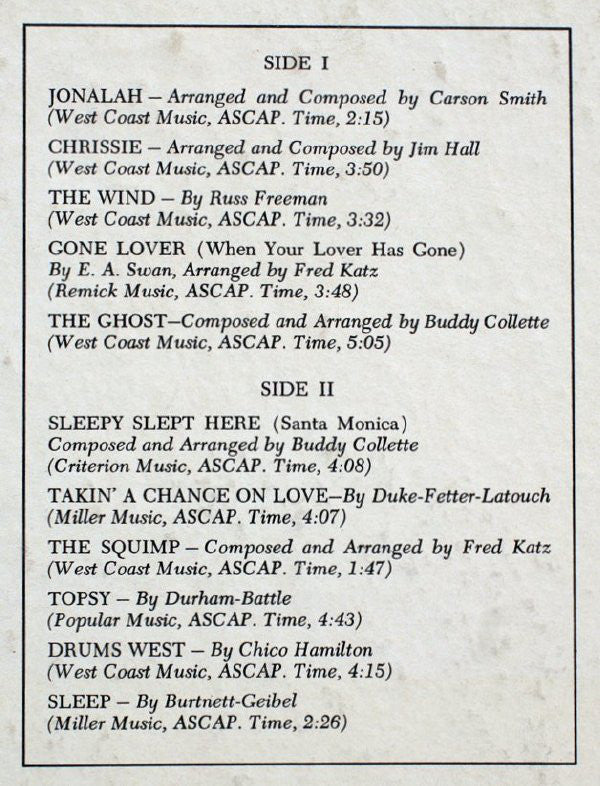 SIDE I
JONALAH — Arranged and Composed by Carson Smith
(West Coast Music, ASCAP. Time, 2:15)
CHRISSIE — Arranged and Composed by Jim Hall
(West Coast Music, ASCAP. Time, 3:50)
THE WIND — By Russ Freeman
(West Coast Music, ASCAP. Time, 3:32)
GONE LOVER (When Your Lover Has Gone)
By E. A. Swan, Arranged by Fred Katz
(Remick Music, ASCAP. Time, 3:48)
THE GHOST—Composed and Arranged by Buddy Collette
(West Coast Music, ASCAP. Time, 5:05)
SIDE II
SLEEPY SLEPT HERE (Santa Monica)
Composed and Arranged by Buddy Collette
(Criterion Music, ASCAP. Time, 4:08)
TAKIN' A CHANCE ON LOVE—By Duke-Fetter-Latouch
(Miller Music, ASCAP. Time, 4:07)
THE SQUIMP — Composed and Arranged by Fred Katz
(West Coast Music, ASCAP. Time, 1:47)
TOPSY — By Durham-Battle
(Popular Music, ASCAP. Time, 4:43)
DRUMS WEST — By Chico Hamilton
(West Coast Music, ASCAP. Time, 4:15)
SLEEP — By Burtnett-Geibel
(Miller Music, ASCAP. Time, 2:26)